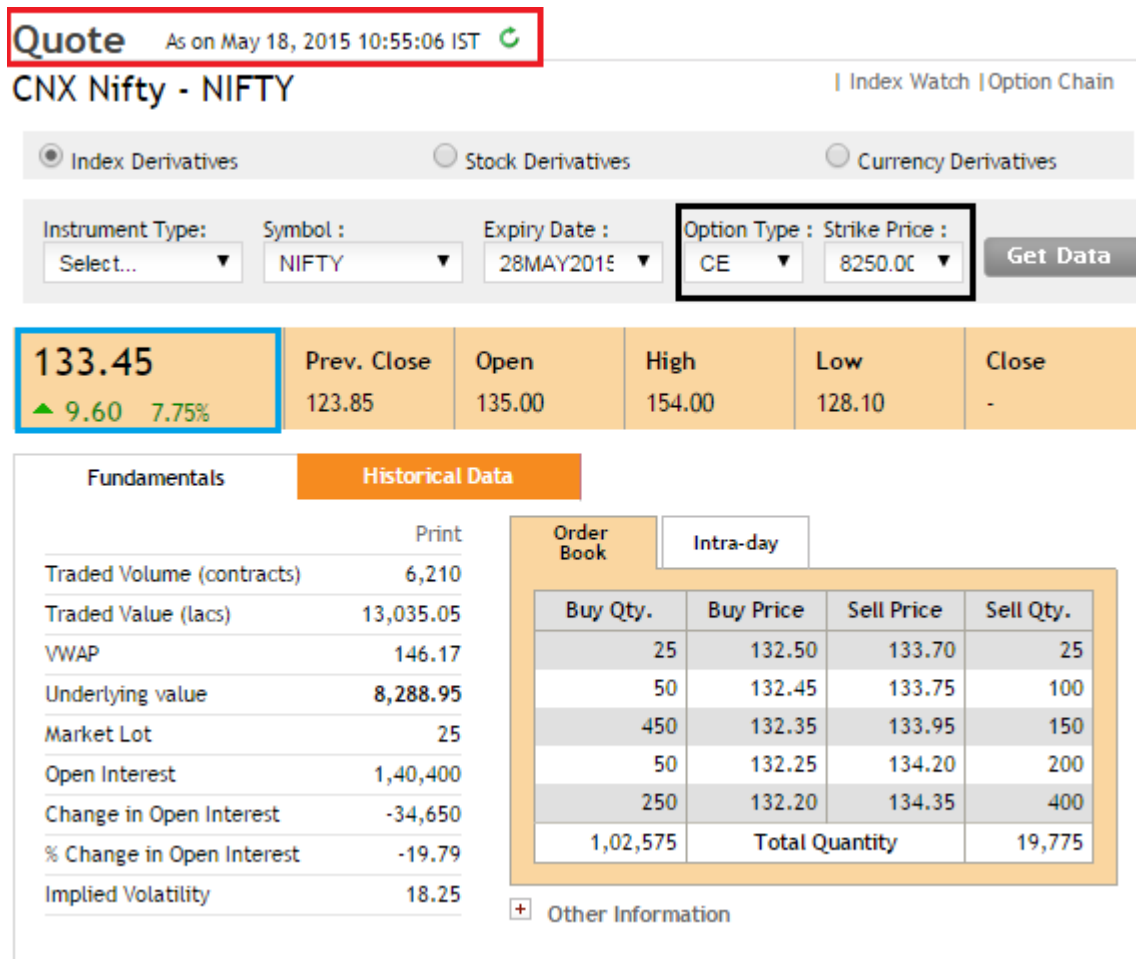 Quote As on May 18, 2015 10:55:06 IST
CNX Nifty - NIFTY | Index Watch | Option Chain
Index Derivatives Stock Derivatives Currency Derivatives
Instrument Type: Symbol : Expiry Date : Option Type : Strike Price :
Select... NIFTY 28MAY2015 CE 8250.00 Get Data
133.45 Prev. Close Open High Low Close
9.60 7.75% 123.85 135.00 154.00 128.10 -
Fundamentals Historical Data
Print
Order Book Intra-day
Traded Volume (contracts) 6,210
Traded Value (lacs) 13,035.05
VWAP 146.17
Underlying value 8,288.95
Market Lot 25
Open Interest 1,40,400
Change in Open Interest -34,650
% Change in Open Interest -19.79
Implied Volatility 18.25
Buy Qty. Buy Price Sell Price Sell Qty.
25 132.50 133.70 25
50 132.45 133.75 100
450 132.35 133.95 150
50 132.25 134.20 200
250 132.20 134.35 400
1,02,575 Total Quantity 19,775
+ Other Information